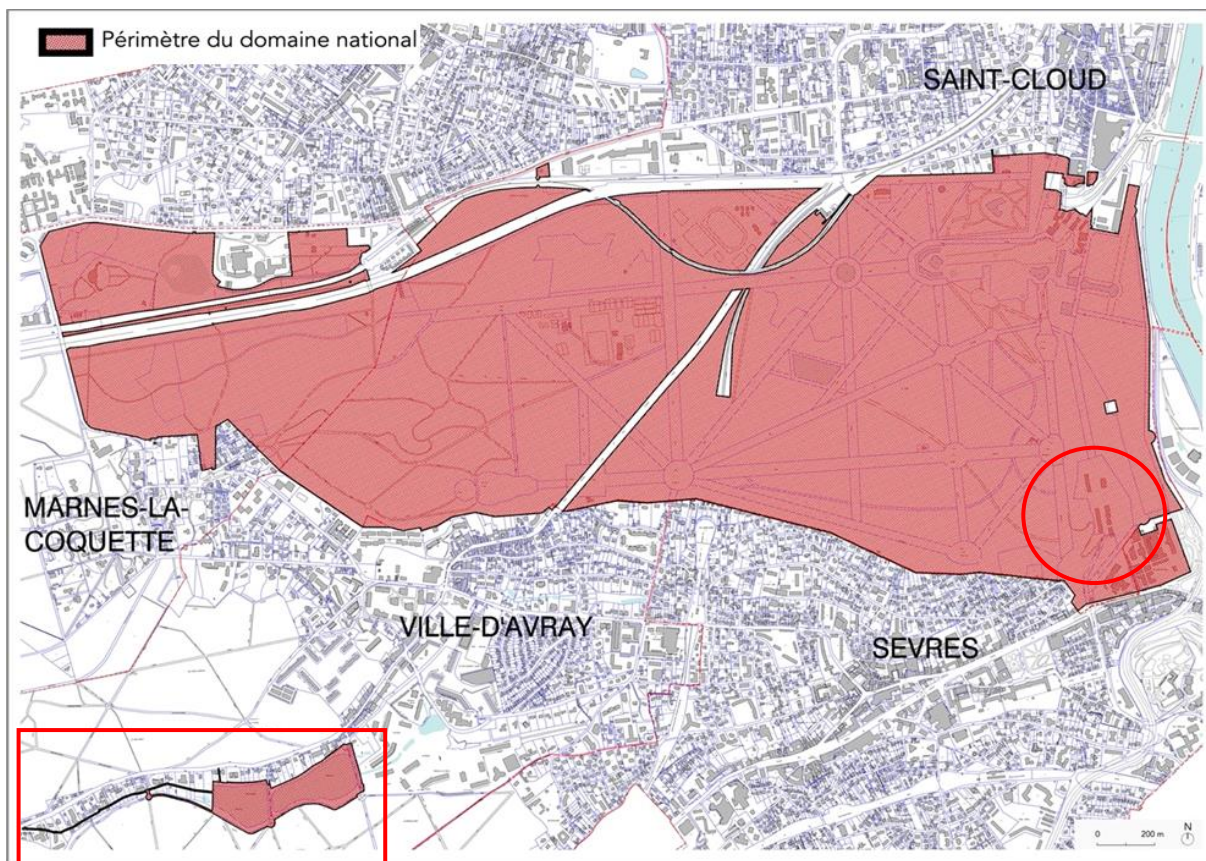 Périmètre du domaine national
SAINT-CLOUD
MARNES-LA-
COQUETTE
VILLE-D'AVRAY
SEVRES
N
0 200 m